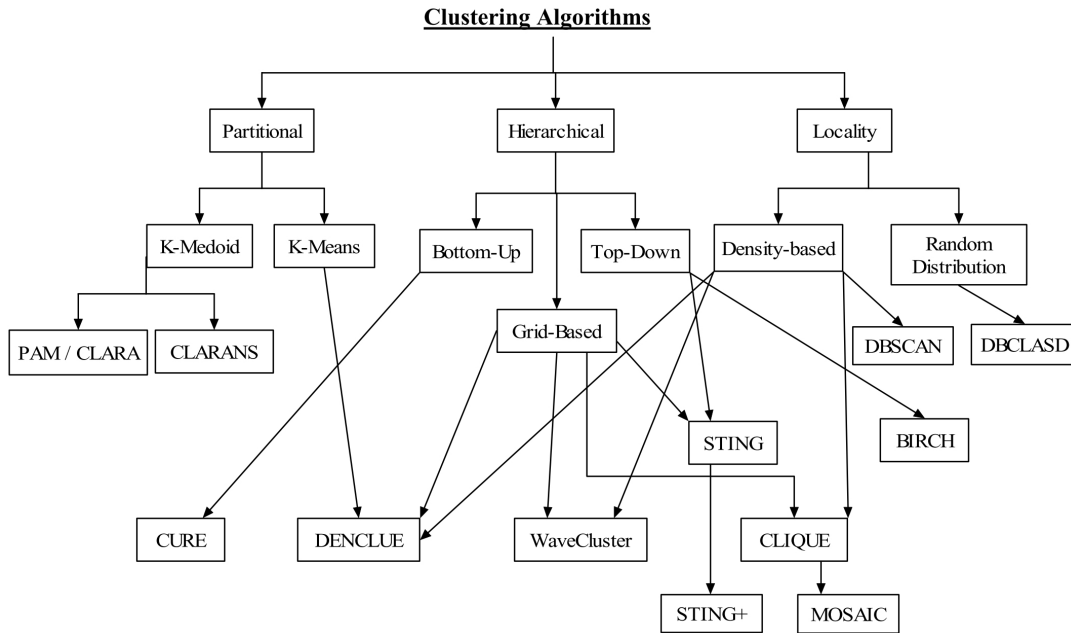 Clustering Algorithms
Partitional
Hierarchical
Locality
K-Medoid
K-Means
Bottom-Up
Top-Down
Density-based
Random
Distribution
PAM / CLARA
CLARANS
Grid-Based
DBSCAN
DBCLASD
STING
BIRCH
CURE
DENCLUE
WaveCluster
CLIQUE
STING+
MOSAIC